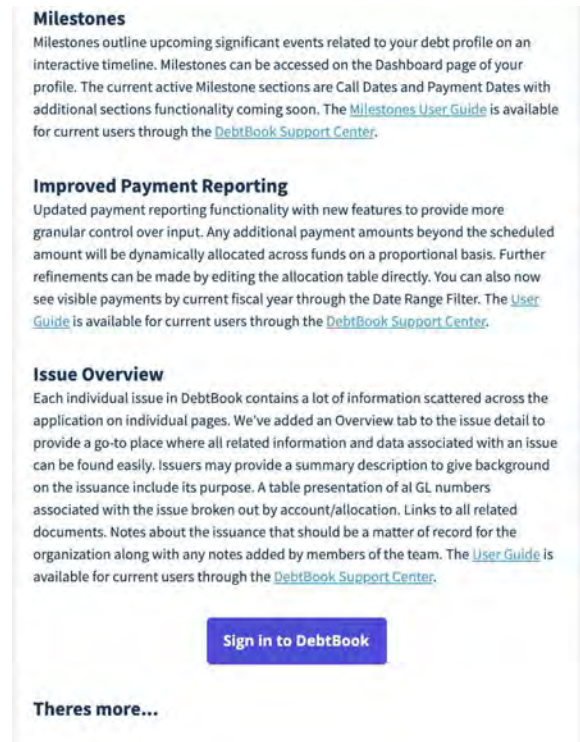 Milestones
Milestones outline upcoming significant events related to your debt profile on an
interactive timeline. Milestones can be accessed on the Dashboard page of your
profile. The current active Milestone sections are Call Dates and Payment Dates with
additional sections functionality coming soon. The Milestones User Guide is available
for current users through the DebtBook Support Center.
Improved Payment Reporting
Updated payment reporting functionality with new features to provide more
granular control over input. Any additional payment amounts beyond the scheduled
amount will be dynamically allocated across funds on a proportional basis. Further
refinements can be made by editing the allocation table directly. You can also now
see visible payments by current fiscal year through the Date Range Filter. The User
Guide is available for current users through the DebtBook Support Center.
Issue Overview
Each individual issue in DebtBook contains a lot of information scattered across the
application on individual pages. We've added an Overview tab to the issue detail to
provide a go-to place where all related information and data associated with an issue
can be found easily. Issuers may provide a summary description to give background
on the issuance include its purpose. A table presentation of al GL numbers
associated with the issue broken out by account/allocation. Links to all related
documents. Notes about the issuance that should be a matter of record for the
organization along with any notes added by members of the team. The User Guide is
available for current users through the DebtBook Support Center.
Sign in to DebtBook
Theres more...